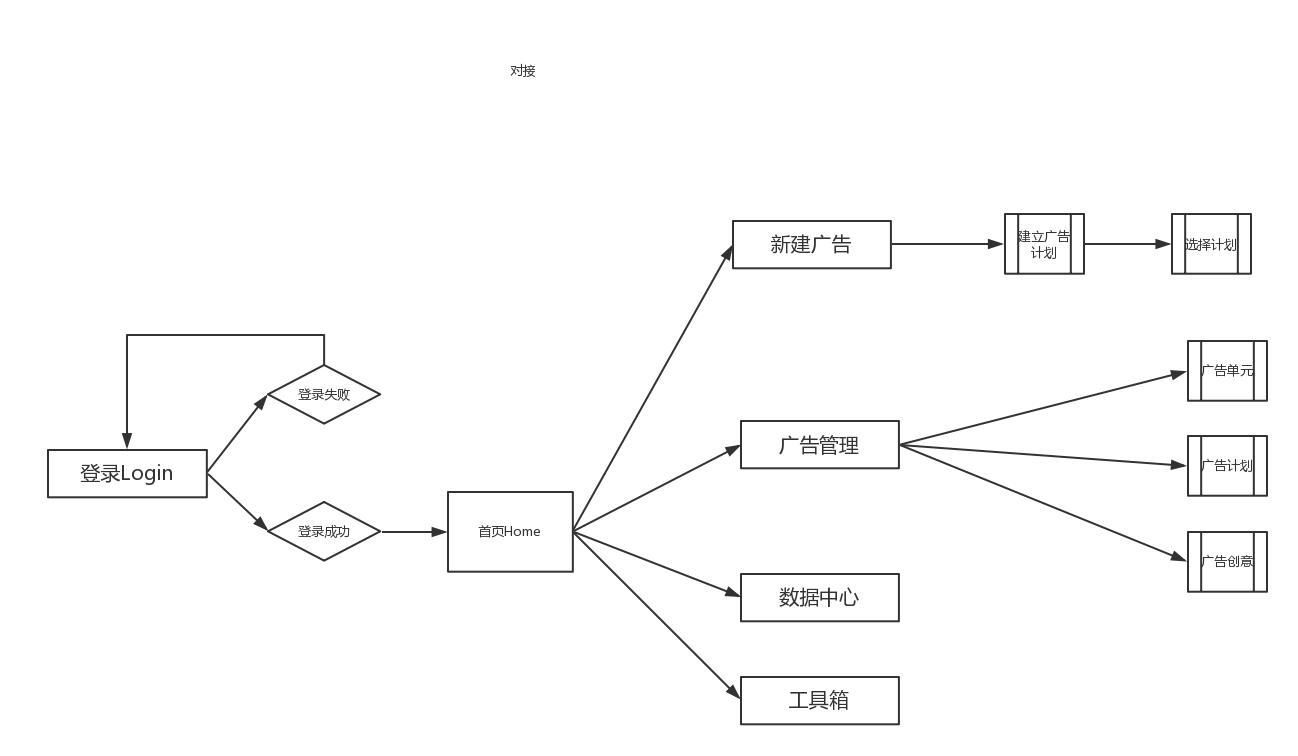 对接
新建广告
建立广告
计划
选择计划
登录失败
广告单元
登录Login
广告管理
广告计划
登录成功
首页Home
广告创意
数据中心
工具箱